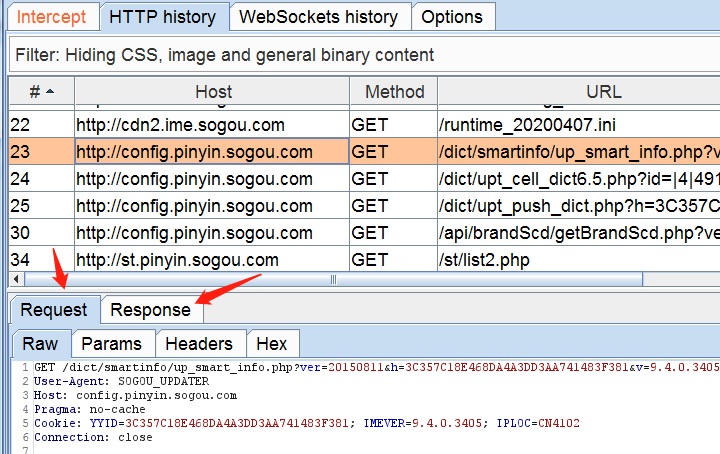 Intercept HTTP history WebSockets history Options
Filter: Hiding CSS, image and general binary content
# Host Method URL
22 http://cdn2.ime.sogou.com GET /runtime_20200407.ini
23 http://config.pinyin.sogou.com GET /dict/smartinfo/up_smart_info.php?v
24 http://config.pinyin.sogou.com GET /dict/upt_cell_dict6.5.php?id=|4|491
25 http://config.pinyin.sogou.com GET /dict/upt_push_dict.php?h=3C357C
30 http://config.pinyin.sogou.com GET /api/brandScd/getBrandScd.php?ve
34 http://st.pinyin.sogou.com GET /st/list2.php
Request Response
Raw Params Headers Hex
1 GET /dict/smartinfo/up_smart_info.php?ver=20150811&h=3C357C18E468DA4A3DD3AA741483F381&v=9.4.0.3405
2 User-Agent: SOGOU_UPDATER
3 Host: config.pinyin.sogou.com
4 Pragma: no-cache
5 Cookie: YYID=3C357C18E468DA4A3DD3AA741483F381; IMEVER=9.4.0.3405; IPLOC=CN4102
6 Connection: close
7